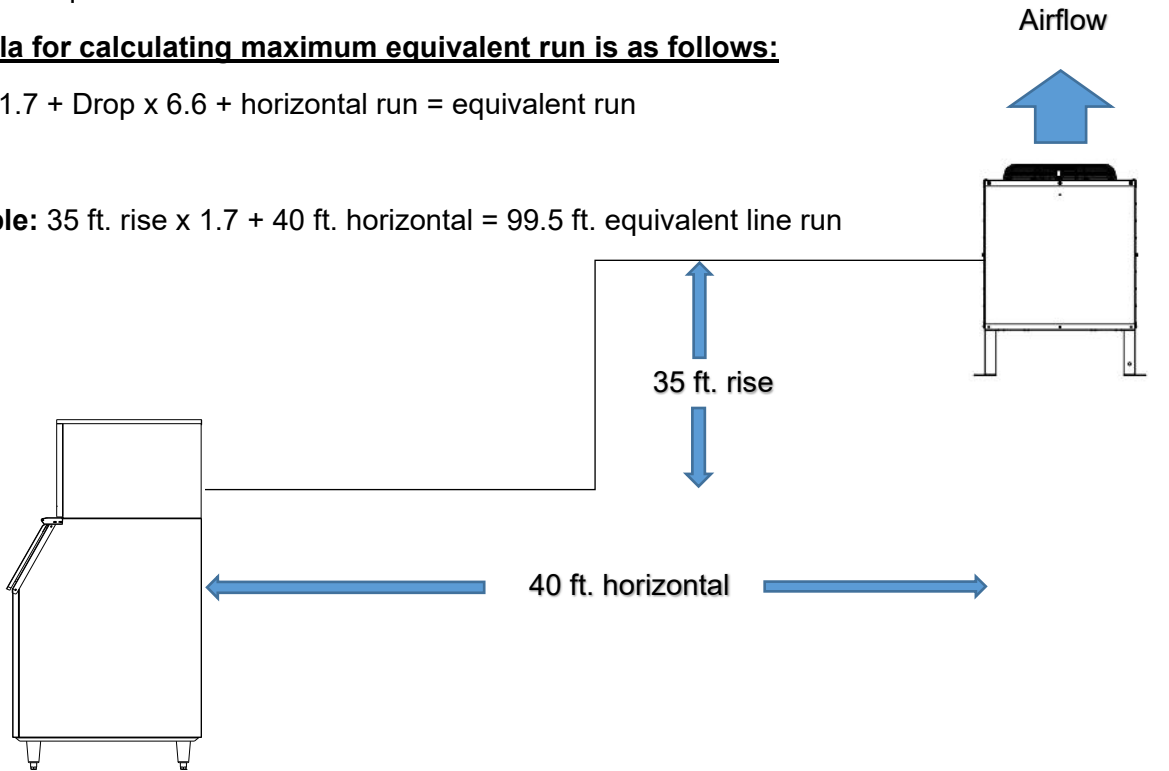 Airflow
la for calculating maximum equivalent run is as follows:
1.7 + Drop x 6.6 + horizontal run = equivalent run
ple: 35 ft. rise x 1.7 + 40 ft. horizontal = 99.5 ft. equivalent line run
35 ft. rise
40 ft. horizontal